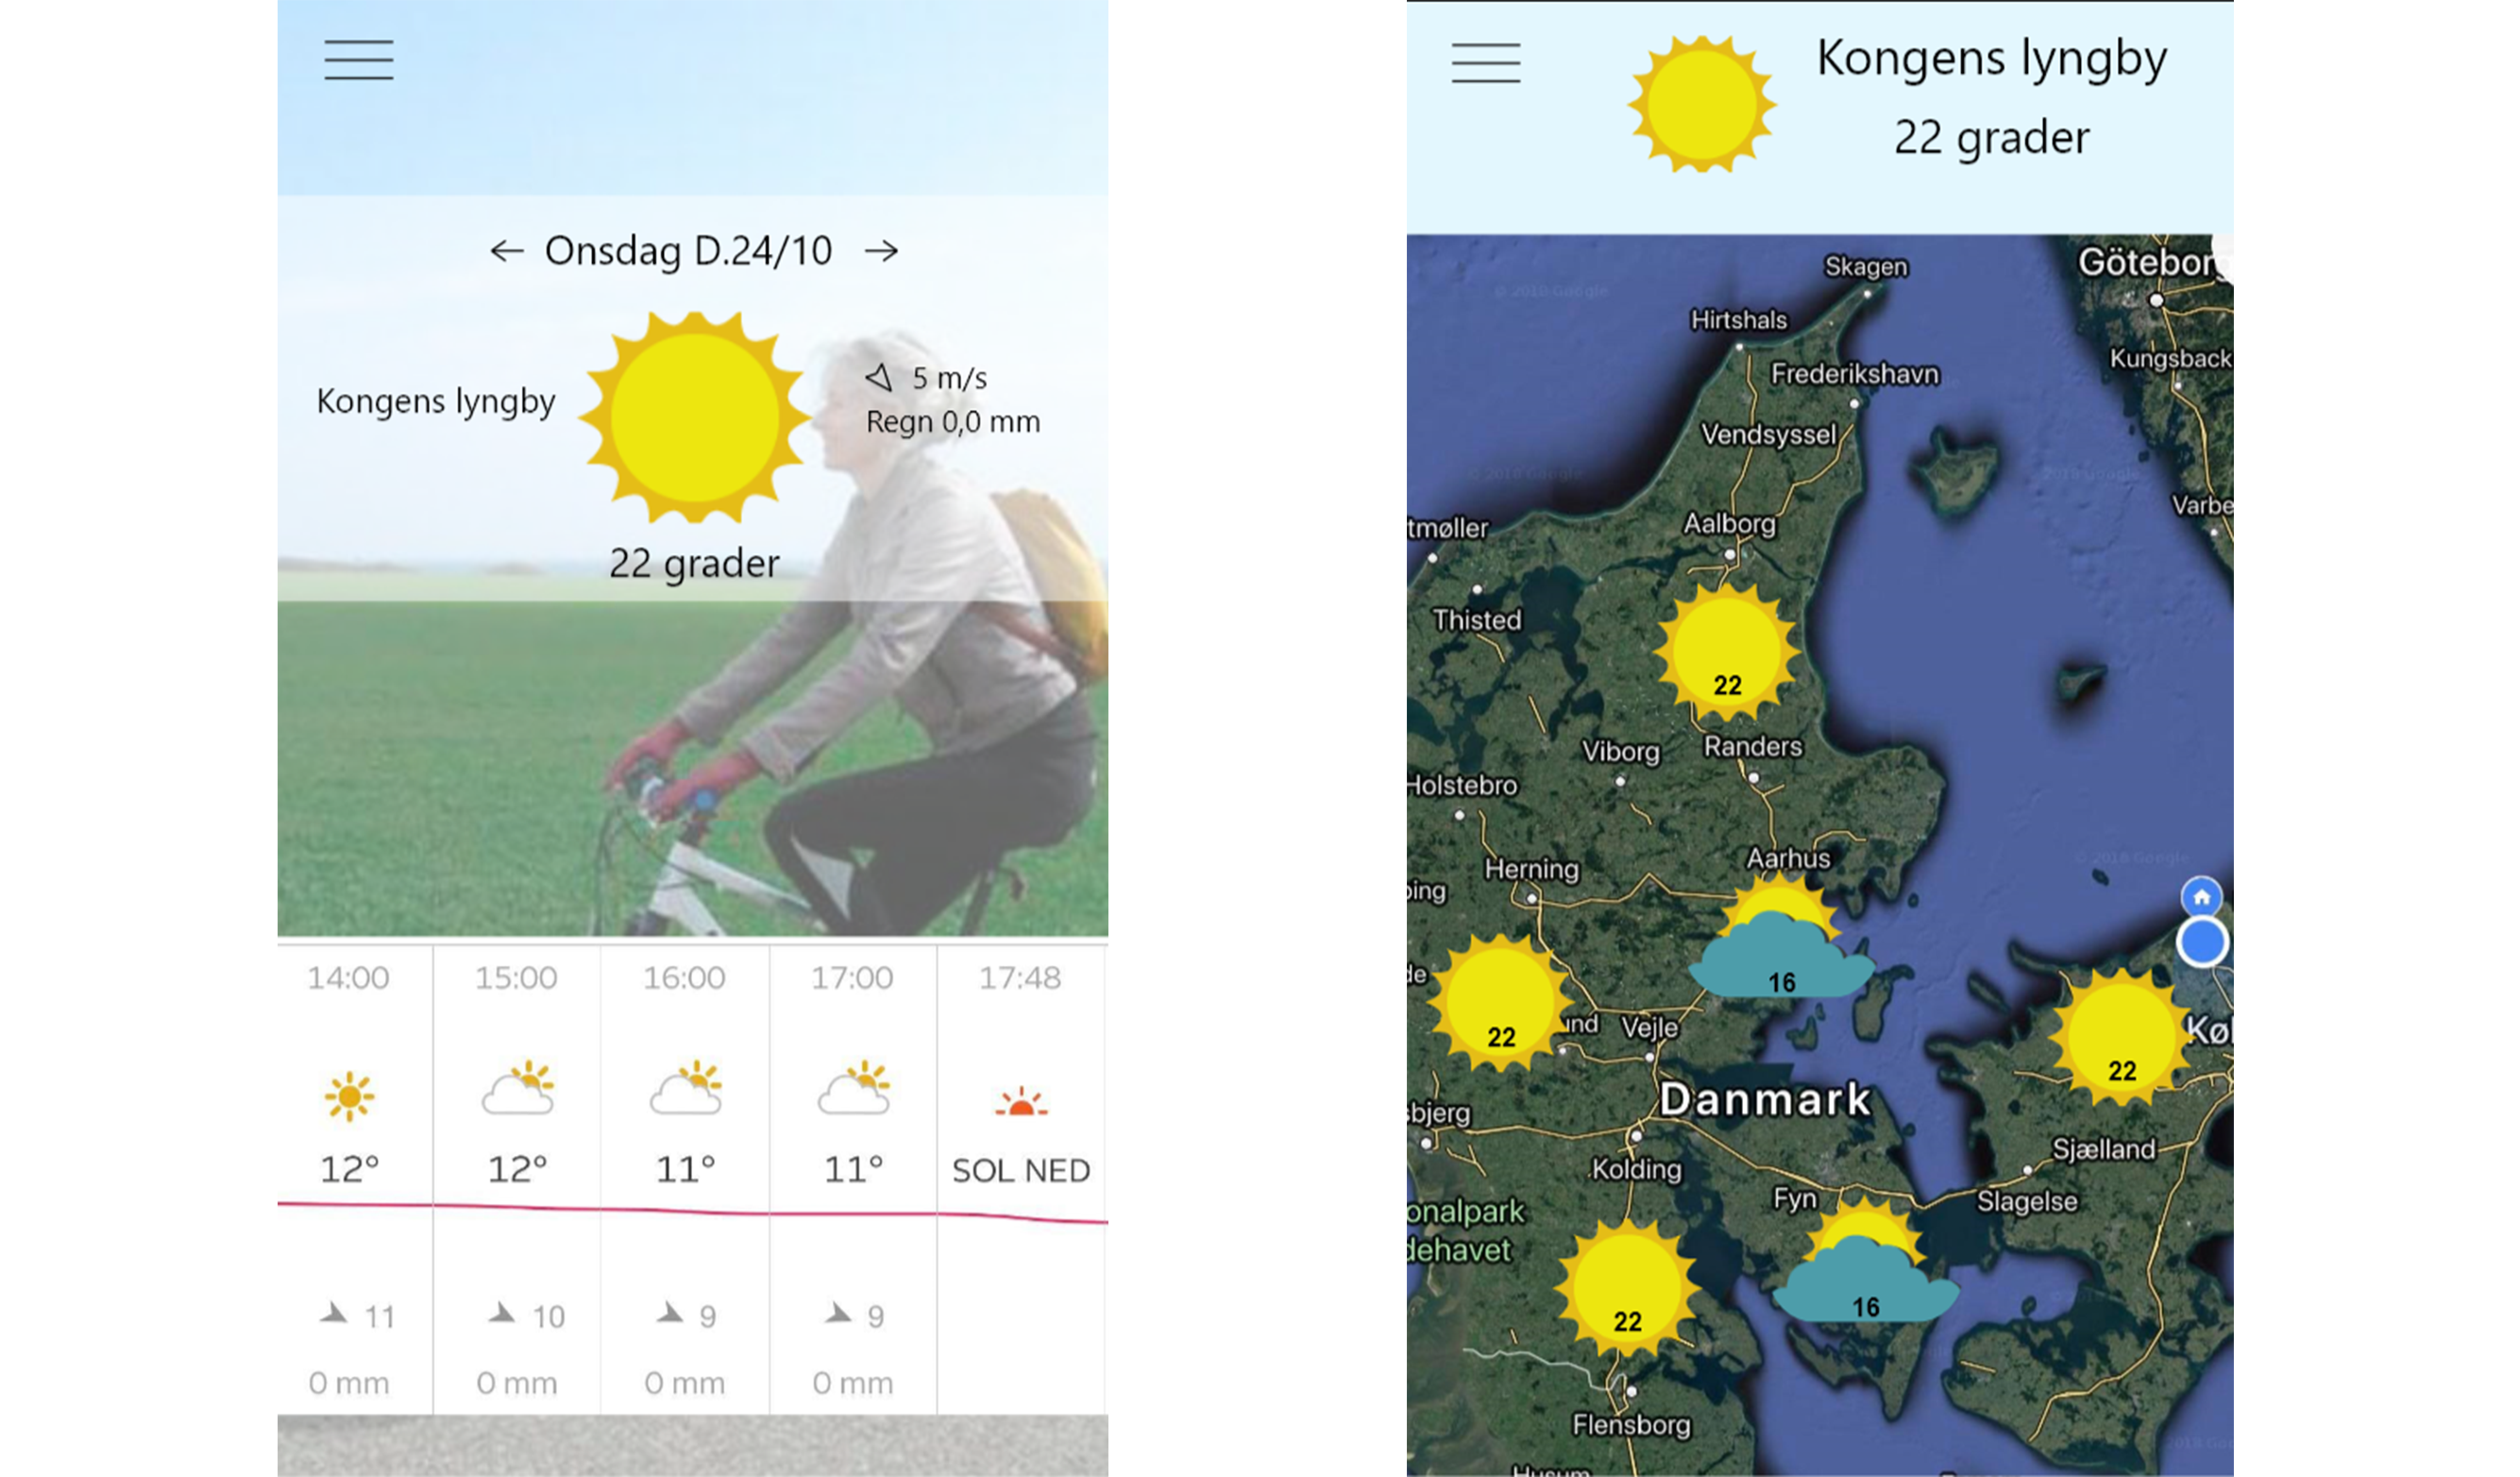 ← Onsdag D.24/10 →
Kongens lyngby
5 m/s
Regn 0,0 mm
22 grader
14:00 15:00 16:00 17:00 17:48
12° 12° 11° 11° SOL NED
11 10 9 9
0 mm 0 mm 0 mm 0 mm
Kongens lyngby
22 grader
Skagen
Göteborg
Hirtshals
Kungsback
Frederikshavn
Vendsyssel
Varbe
Aalborg
tmøller
Thisted
22
Viborg
Randers
Holstebro
Aarhus
Herning
ing
16
de
22
und
Vejle
Kø
22
Danmark
sbjerg
Sjælland
Kolding
Fyn
Slagelse
onalpark
dehavet
22
16
Flensborg
Husum